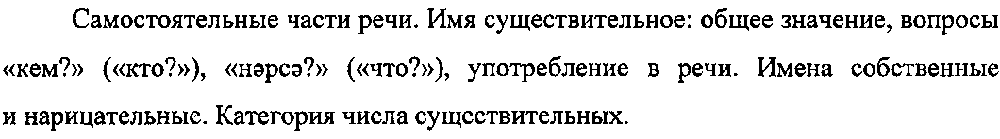 Самостоятельные части речи. Имя существительное: общее значение, вопросы
«кем?» («кто?»), «нәрсә?» («что?»), употребление в речи. Имена собственные
и нарицательные. Категория числа существительных.